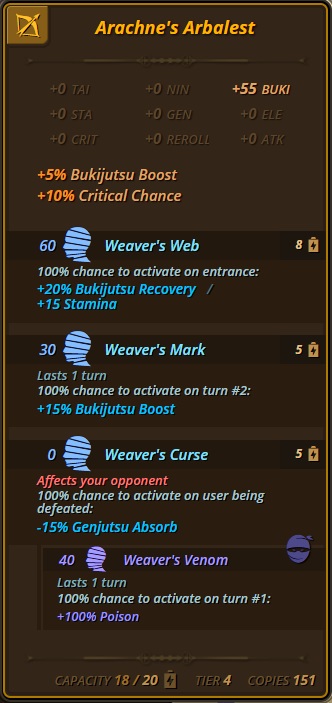 Arachne's Arbalest
+0 TAI +0 NIN +55 BUKI
+0 STA +0 GEN +0 ELE
+0 CRIT +0 REROLL +0 ATK
+5% Bukijutsu Boost
+10% Critical Chance
60 Weaver's Web 8
100% chance to activate on entrance:
+20% Bukijutsu Recovery /
+15 Stamina
30 Weaver's Mark 5
Lasts 1 turn
100% chance to activate on turn #2:
+15% Bukijutsu Boost
0 Weaver's Curse 5
Affects your opponent
100% chance to activate on user being
defeated:
-15% Genjutsu Absorb
40 Weaver's Venom
Lasts 1 turn
100% chance to activate on turn #1:
+100% Poison
CAPACITY 18 / 20 TIER 4 COPIES 151